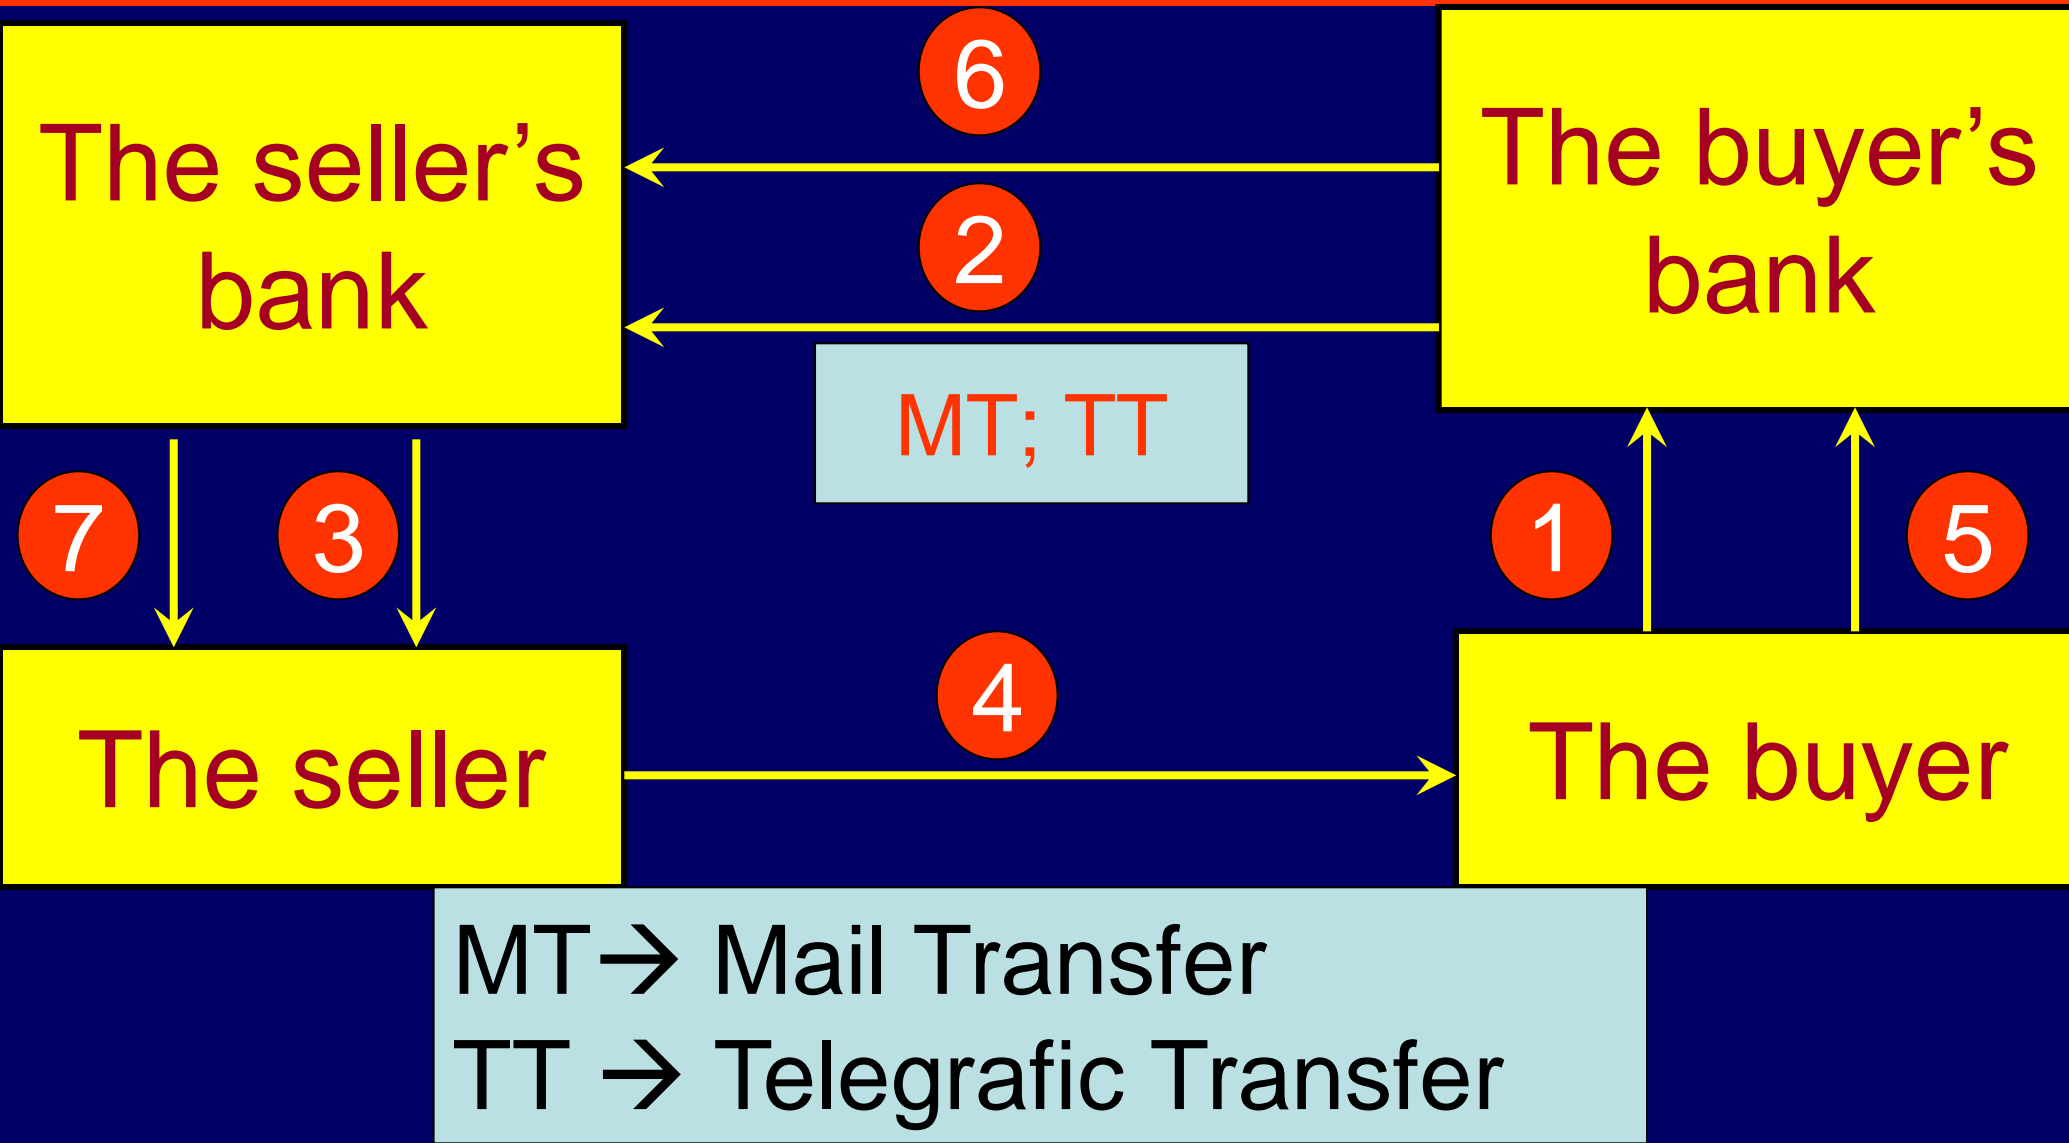 6
The seller’s
bank
The buyer’s
bank
2
MT; TT
7
3
1
5
4
The seller
The buyer
MT→ Mail Transfer
TT → Telegrafic Transfer